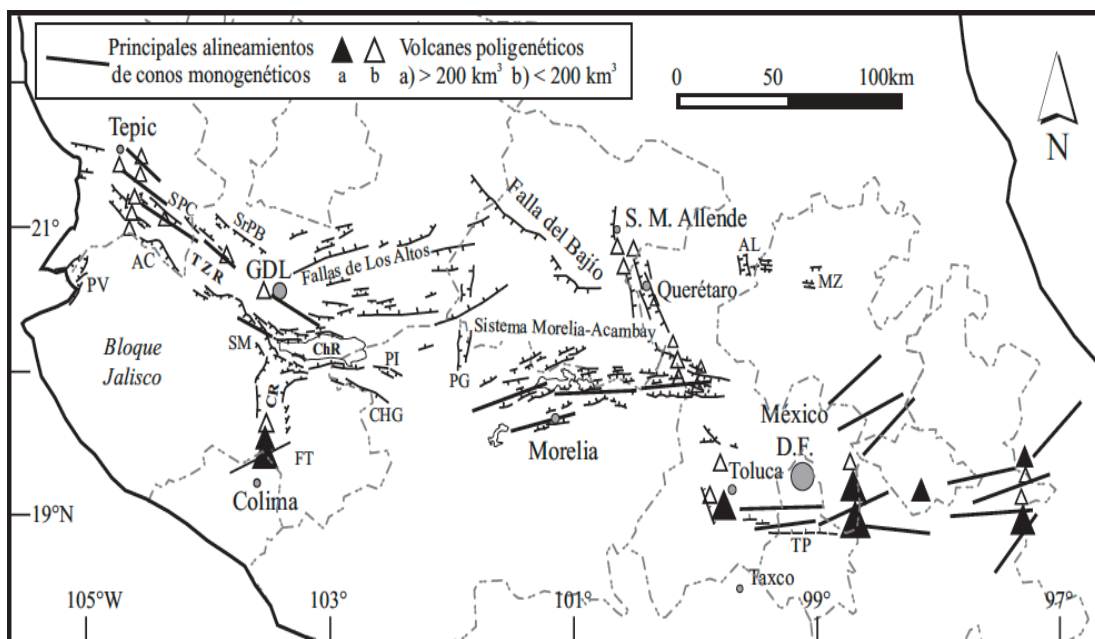 Principales alineamientos
de conos monogenéticos
a
b
Volcanes poligenéticos
a) > 200 km³ b) < 200 km³
0
50
100km
N
Tepic
SPC
SrPB
21°
AC
TZR
GDL
Fallas de Los Altos
Falla del Bajío
S. M. Allende
Querétaro
AL
MZ
PV
Bloque
Jalisco
SM
ChR
PI
CHG
CR
PG
Sistema Morelia-Acambay
Morelia
FT
Colima
México
D.F.
Toluca
19°N
TP
Taxco
105°W
103°
101°
99°
97°